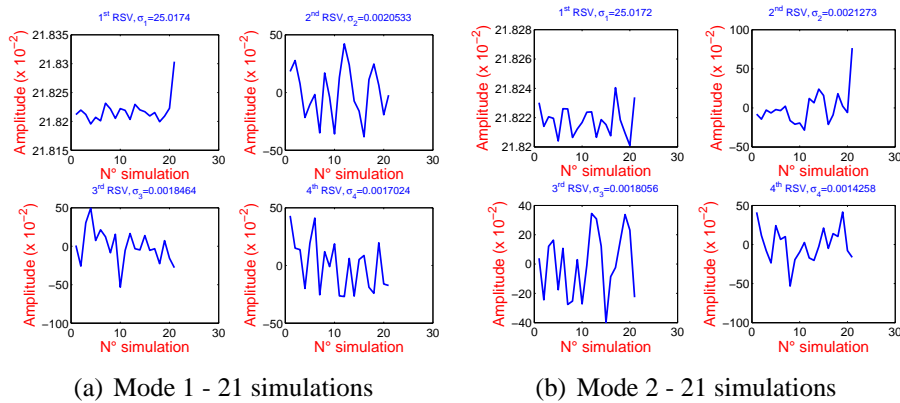 1st RSV, σ1=25.0174
21.835
21.83
21.825
21.82
21.815
0 10 20 30
Amplitude (x 10−2)
N° simulation
2nd RSV, σ2=0.0020533
50
0
−50
0 10 20 30
Amplitude (x 10−2)
N° simulation
3rd RSV, σ3=0.0018464
50
0
−50
−100
0 10 20 30
Amplitude (x 10−2)
N° simulation
4th RSV, σ4=0.0017024
50
0
−50
0 10 20 30
Amplitude (x 10−2)
N° simulation
(a) Mode 1 - 21 simulations
1st RSV, σ1=25.0172
21.828
21.826
21.824
21.822
21.82
0 10 20 30
Amplitude (x 10−2)
N° simulation
2nd RSV, σ2=0.0021273
100
50
0
−50
0 10 20 30
Amplitude (x 10−2)
N° simulation
3rd RSV, σ3=0.0018056
40
20
0
−20
−40
0 10 20 30
Amplitude (x 10−2)
N° simulation
4th RSV, σ4=0.0014258
50
0
−50
−100
0 10 20 30
Amplitude (x 10−2)
N° simulation
(b) Mode 2 - 21 simulations